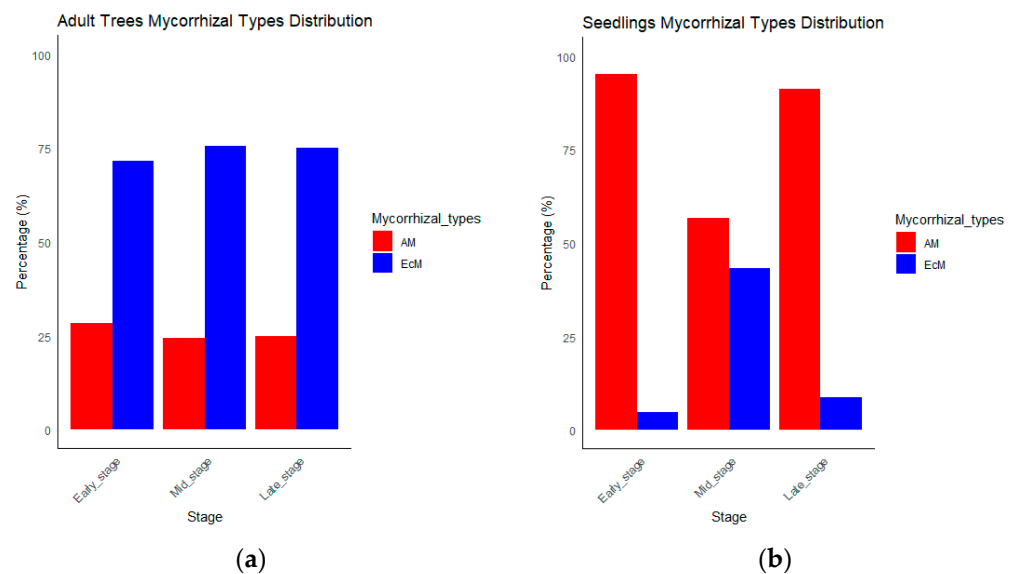 Adult Trees Mycorrhizal Types Distribution
100
75
50
25
0
Percentage (%)
Early_stage
Mid_stage
Late_stage
Stage
Mycorrhizal_types
AM
EcM
(a)
Seedlings Mycorrhizal Types Distribution
100
75
50
25
0
Percentage (%)
Early_stage
Mid_stage
Late_stage
Stage
Mycorrhizal_types
AM
EcM
(b)